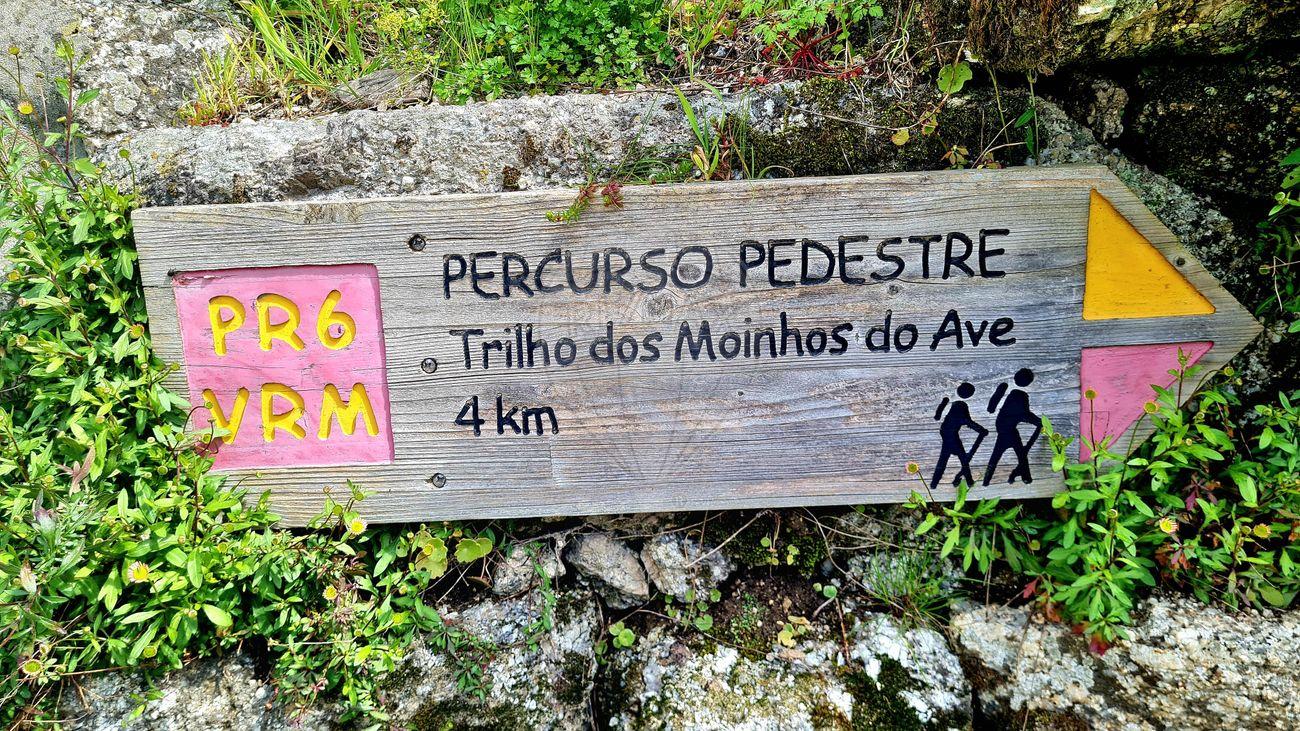 PR6
VRM
PERCURSO PEDESTRE
Trilho dos Moinhos do Ave
4 km